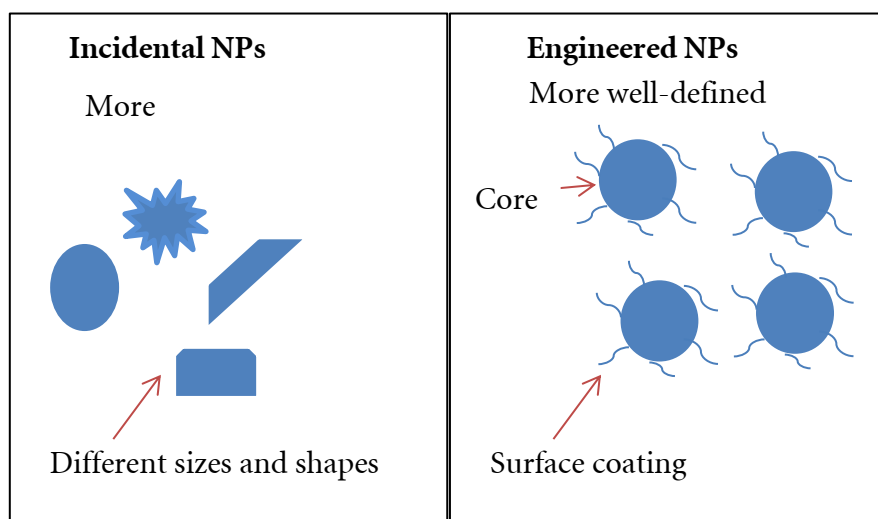 Incidental NPs
More
Different sizes and shapes
Engineered NPs
More well-defined
Core
Surface coating